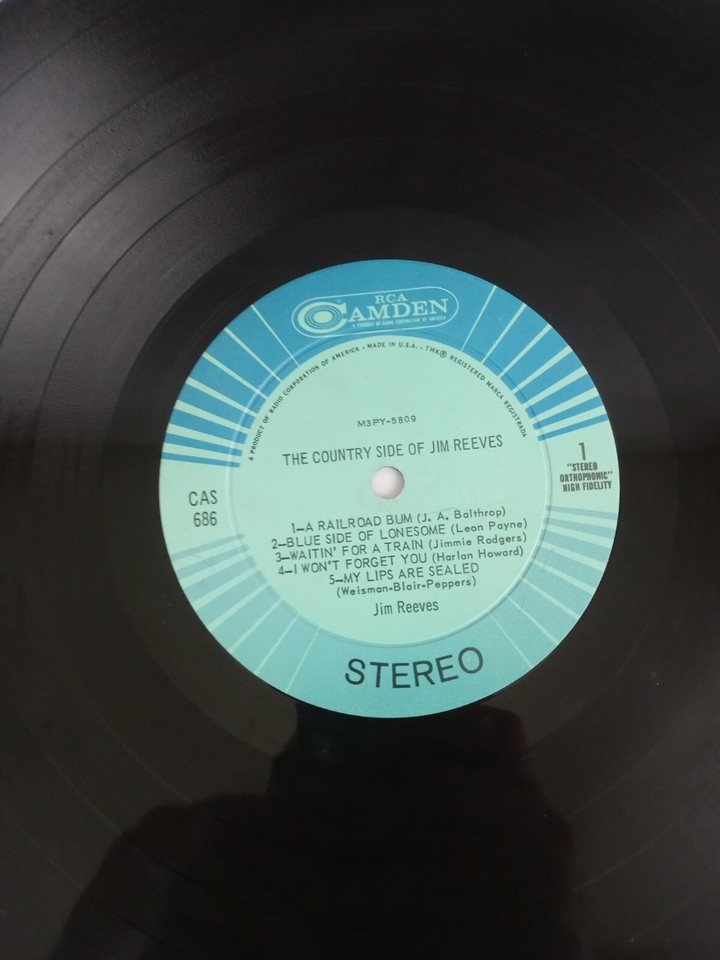 RCA
CAMDEN
A PRODUCT OF RADIO CORPORATION OF AMERICA
A PRODUCT OF RADIO CORPORATION OF AMERICA • MADE IN U.S.A. • TMK ® REGISTERED MARCA REGISTRADA
M3PY-5809
THE COUNTRY SIDE OF JIM REEVES
CAS
686
1
"STEREO
ORTHOPHONIC"
HIGH FIDELITY
1—A RAILROAD BUM (J. A. Balthrop)
2—BLUE SIDE OF LONESOME (Leon Payne)
3—WAITIN' FOR A TRAIN (Jimmie Rodgers)
4—I WON'T FORGET YOU (Harlan Howard)
5—MY LIPS ARE SEALED
(Weisman-Blair-Peppers)
Jim Reeves
STEREO